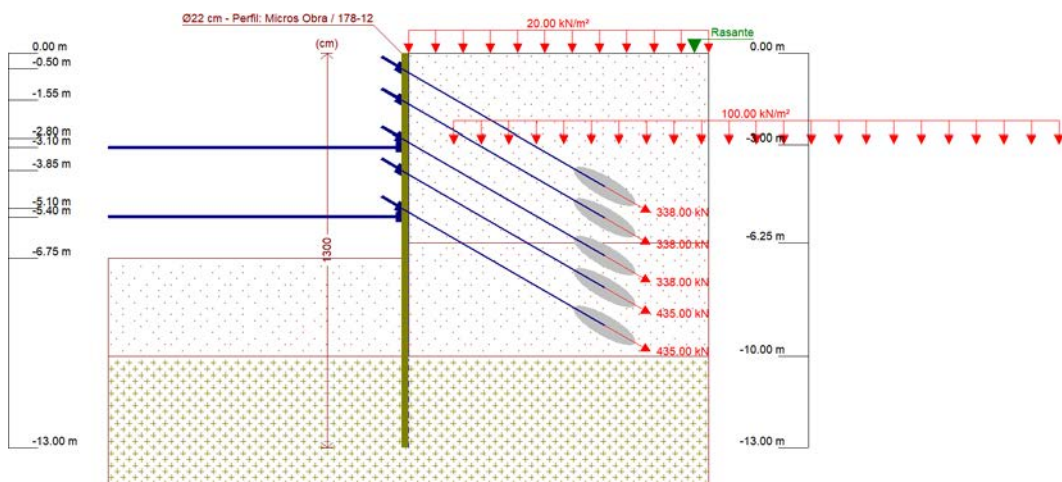 Ø22 cm - Perfil: Micros Obra / 178-12
20.00 kN/m²
Rasante
0.00 m
(cm)
0.00 m
-0.50 m
-1.55 m
100.00 kN/m²
-2.80 m
-3.10 m
-3.00 m
-3.85 m
-5.10 m
-5.40 m
338.00 kN
338.00 kN
-6.25 m
-6.75 m
1300
338.00 kN
435.00 kN
435.00 kN
-10.00 m
-13.00 m
-13.00 m